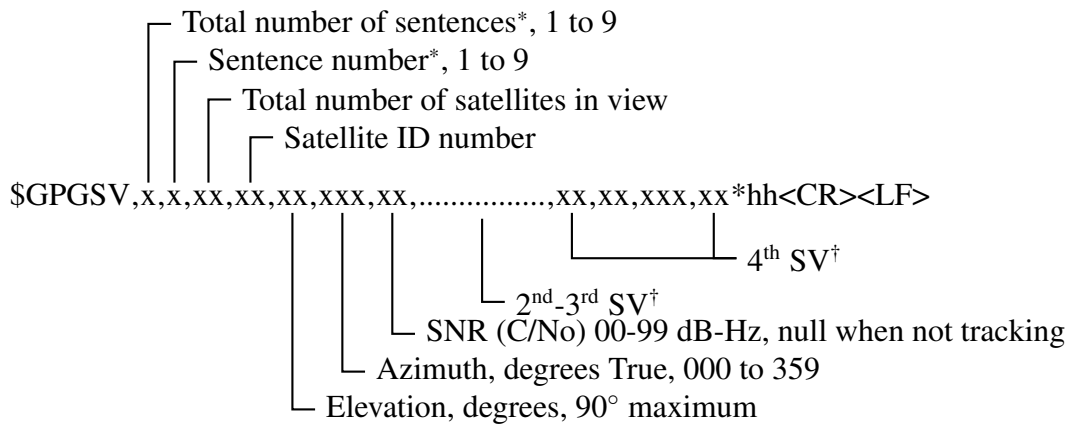 Total number of sentences*, 1 to 9
Sentence number*, 1 to 9
Total number of satellites in view
Satellite ID number
$GPGSV,x,x,xx,xx,xx,xxx,xx,................,xx,xx,xxx,xx*hh<CR><LF>
4th SV†
2nd-3rd SV†
SNR (C/No) 00-99 dB-Hz, null when not tracking
Azimuth, degrees True, 000 to 359
Elevation, degrees, 90° maximum